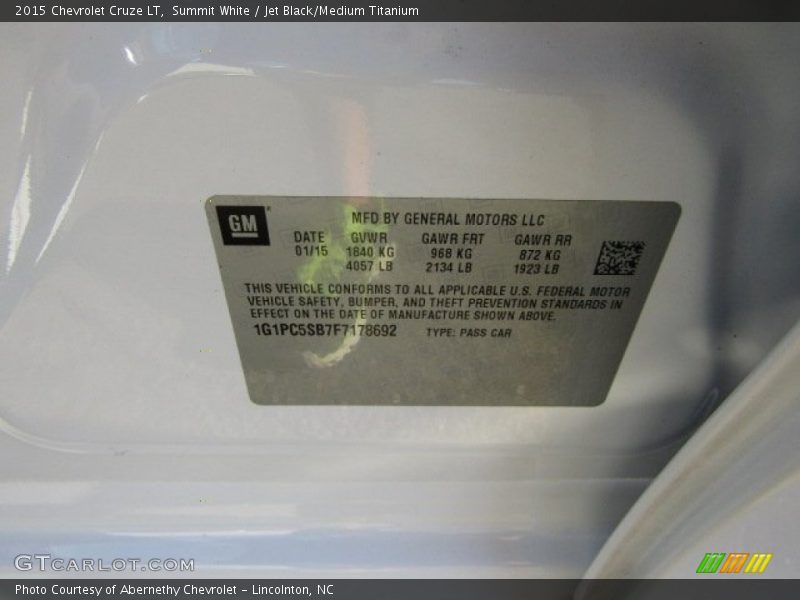 2015 Chevrolet Cruze LT, Summit White / Jet Black/Medium Titanium
GM
MFD BY GENERAL MOTORS LLC
DATE GVWR GAWR FRT GAWR RR
01/15 1840 KG 968 KG 872 KG
4057 LB 2134 LB 1923 LB
THIS VEHICLE CONFORMS TO ALL APPLICABLE U.S. FEDERAL MOTOR
VEHICLE SAFETY, BUMPER, AND THEFT PREVENTION STANDARDS IN
EFFECT ON THE DATE OF MANUFACTURE SHOWN ABOVE.
1G1PC5SB7F7178692 TYPE: PASS CAR
GTCARLOT.COM
Photo Courtesy of Abernethy Chevrolet - Lincolnton, NC